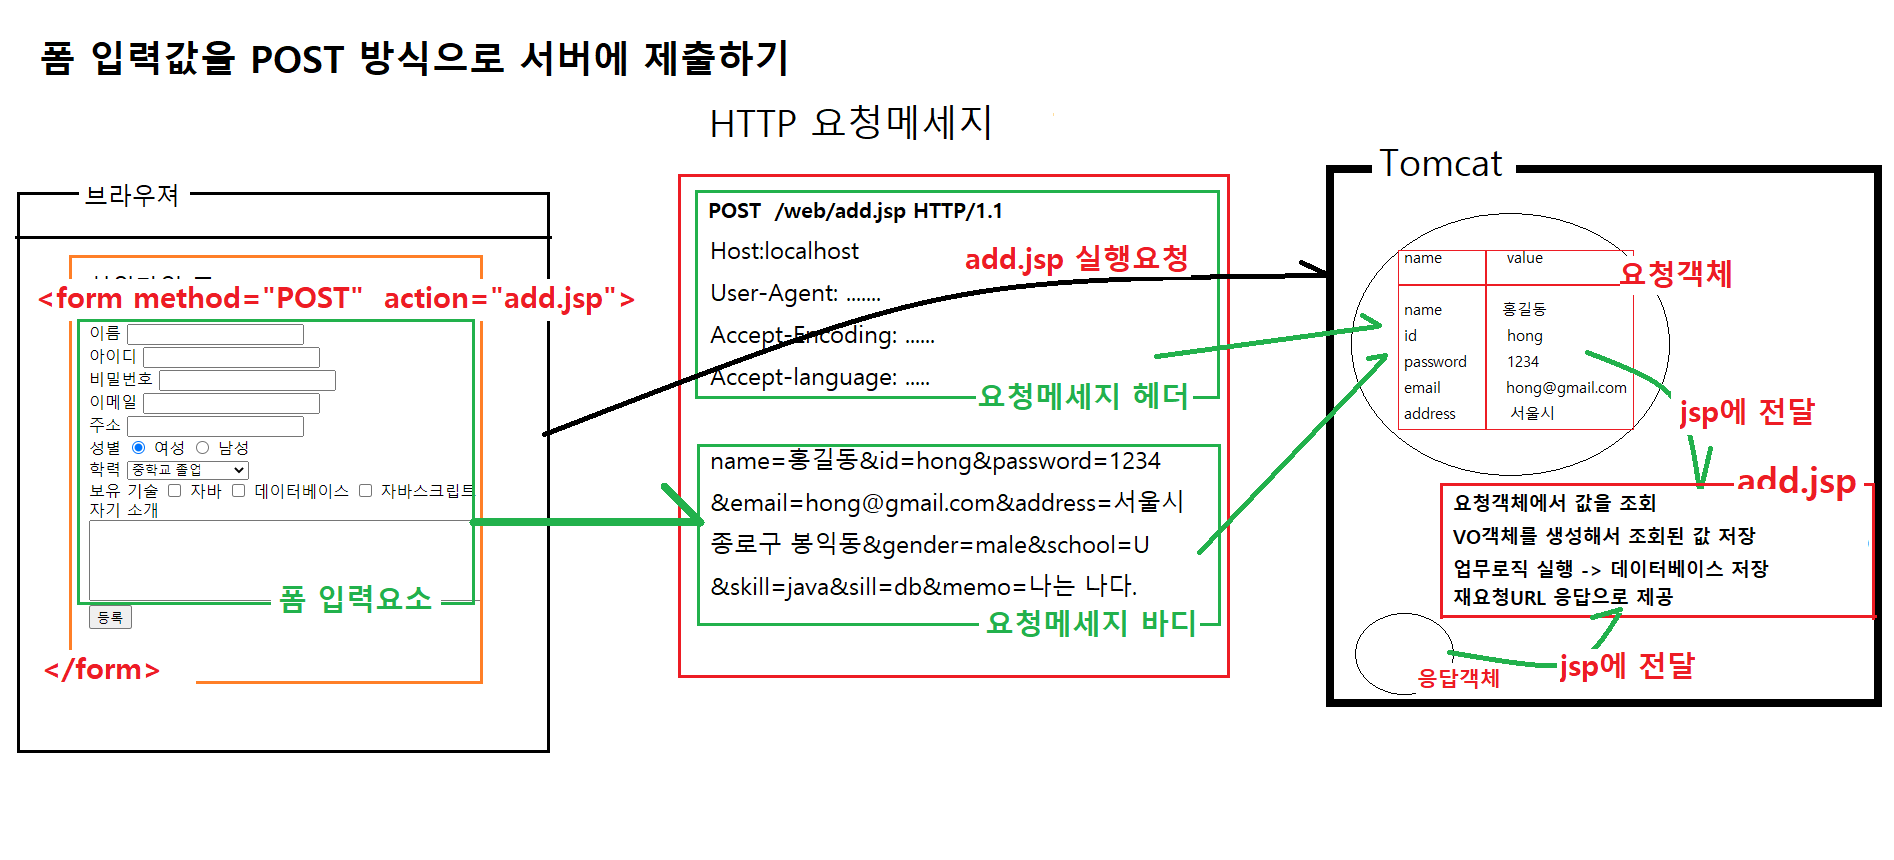 폼 입력값을 POST 방식으로 서버에 제출하기
HTTP 요청메세지
브라우져
<form method="POST" action="add.jsp">
이름
아이디
비밀번호
이메일
주소
성별 여성 남성
학력 중학교 졸업
보유 기술 자바 데이터베이스 자바스크립트
자기 소개
폼 입력요소
등록
</form>
POST /web/add.jsp HTTP/1.1
Host:localhost
add.jsp 실행요청
User-Agent: .......
Accept-Encoding: ......
Accept-language: .....
요청메세지 헤더
name=홍길동&id=hong&password=1234
&email=hong@gmail.com&address=서울시
종로구 봉익동&gender=male&school=U
&skill=java&sill=db&memo=나는 나다.
요청메세지 바디
Tomcat
name value
요청객체
name 홍길동
id hong
password 1234
email hong@gmail.com
address 서울시
jsp에 전달
add.jsp
요청객체에서 값을 조회
VO객체를 생성해서 조회된 값 저장
업무로직 실행 -> 데이터베이스 저장
재요청URL 응답으로 제공
jsp에 전달
응답객체